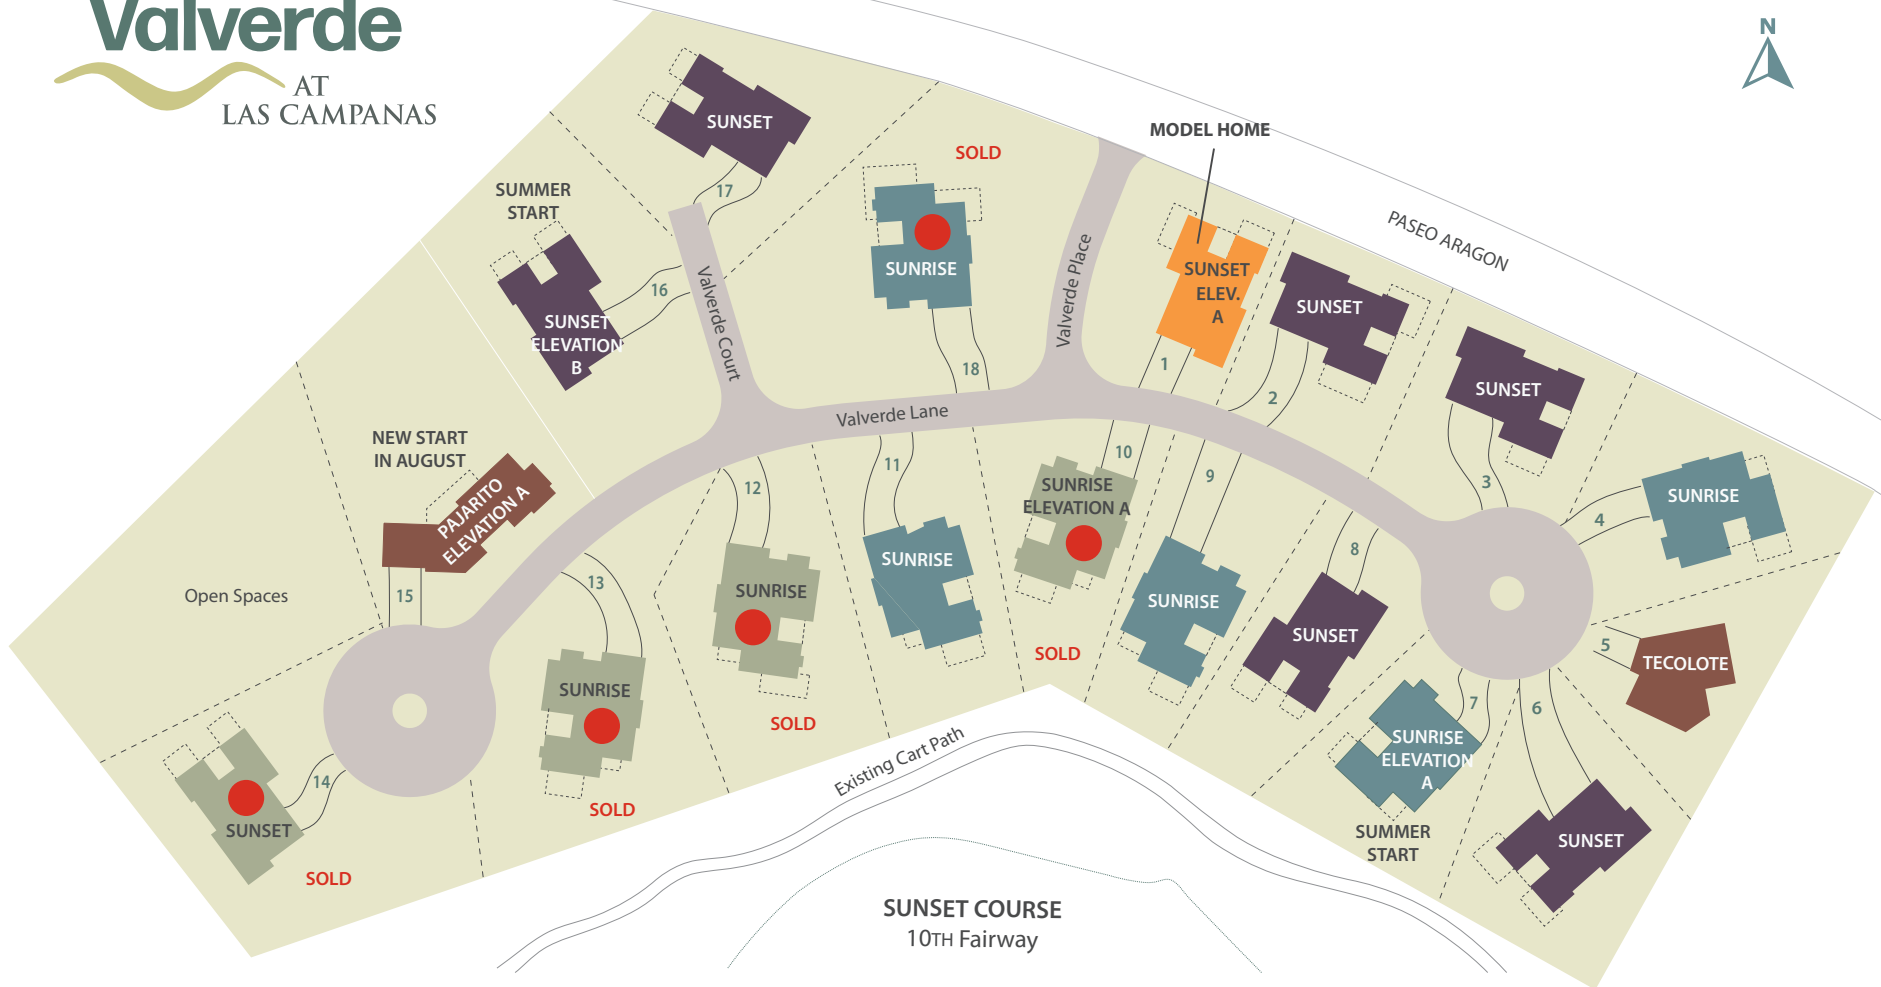 Valverde
AT
LAS CAMPANAS
N
MODEL HOME
PASEO ARAGON
SUNSET
17
SOLD
SUMMER
START
SUNSET
ELEVATION
B
16
Valverde Court
SUNRISE
18
Valverde Place
SUNSET
ELEV.
A
1
SUNSET
2
SUNSET
3
SUNRISE
4
Valverde Lane
NEW START
IN AUGUST
PAJARITO
ELEVATION A
15
Open Spaces
13
12
11
10
9
8
SUNRISE
ELEVATION A
SOLD
SUNRISE
SUNRISE
SOLD
SUNRISE
SOLD
SUNRISE
SUNSET
5
TECOLOTE
7
6
SUNRISE
ELEVATION
A
SUMMER
START
SUNSET
14
SUNSET
SOLD
Existing Cart Path
SUNSET COURSE
10TH Fairway